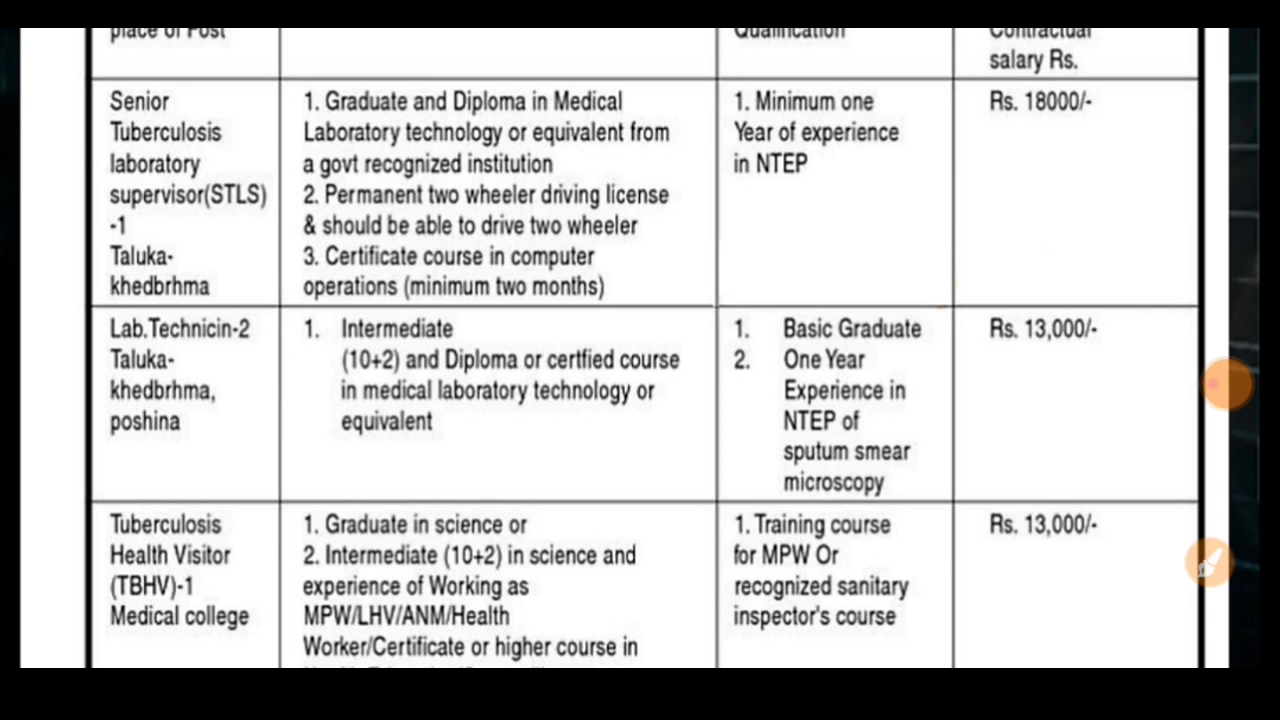 place of Post
Qualification
Contractual
salary Rs.
Senior
Tuberculosis
laboratory
supervisor(STLS)
-1
Taluka-
khedbrhma
1. Graduate and Diploma in Medical
Laboratory technology or equivalent from
a govt recognized institution
2. Permanent two wheeler driving license
& should be able to drive two wheeler
3. Certificate course in computer
operations (minimum two months)
1. Minimum one
Year of experience
in NTEP
Rs. 18000/-
Lab.Technicin-2
Taluka-
khedbrhma,
poshina
1. Intermediate
(10+2) and Diploma or certfied course
in medical laboratory technology or
equivalent
1. Basic Graduate
2. One Year
Experience in
NTEP of
sputum smear
microscopy
Rs. 13,000/-
Tuberculosis
Health Visitor
(TBHV)-1
Medical college
1. Graduate in science or
2. Intermediate (10+2) in science and
experience of Working as
MPW/LHV/ANM/Health
Worker/Certificate or higher course in
1. Training course
for MPW Or
recognized sanitary
inspector's course
Rs. 13,000/-